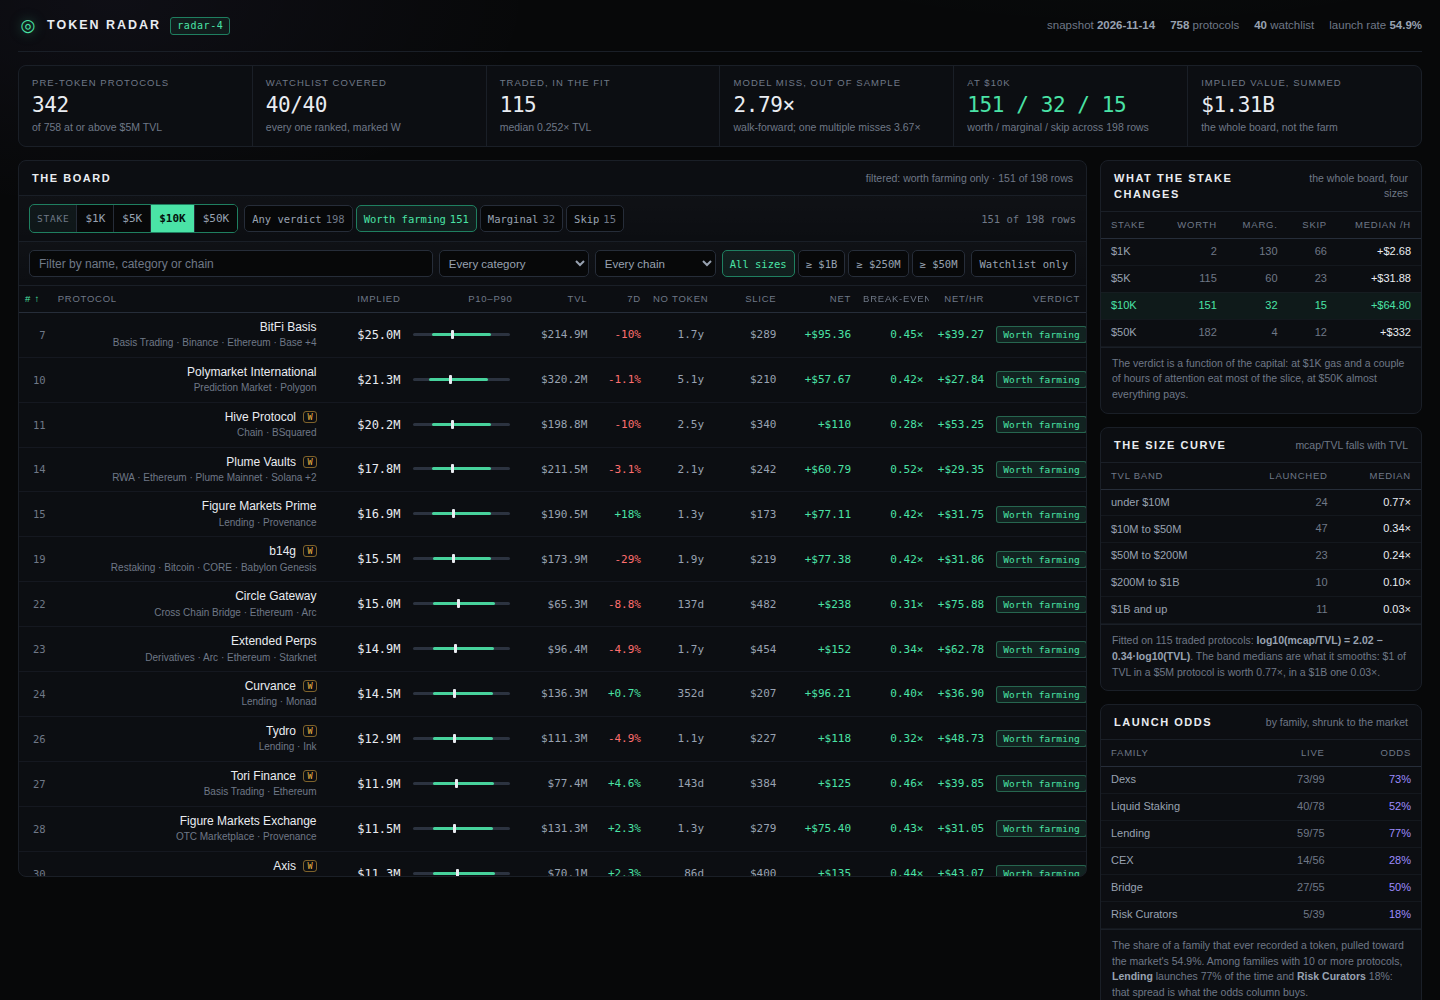 ◎ TOKEN RADAR radar-4
snapshot 2026-11-14 758 protocols 40 watchlist launch rate 54.9%
PRE-TOKEN PROTOCOLS
342
of 758 at or above $5M TVL
WATCHLIST COVERED
40/40
every one ranked, marked W
TRADED, IN THE FIT
115
median 0.252× TVL
MODEL MISS, OUT OF SAMPLE
2.79×
walk-forward; one multiple misses 3.67×
AT $10K
151 / 32 / 15
worth / marginal / skip across 198 rows
IMPLIED VALUE, SUMMED
$1.31B
the whole board, not the farm
THE BOARD
filtered: worth farming only · 151 of 198 rows
STAKE $1K $5K $10K $50K Any verdict 198 Worth farming 151 Marginal 32 Skip 15 151 of 198 rows
Filter by name, category or chain Every category Every chain All sizes ≥ $1B ≥ $250M ≥ $50M Watchlist only
# ↑ PROTOCOL IMPLIED P10–P90 TVL 7D NO TOKEN SLICE NET BREAK-EVEN NET/HR VERDICT
7 BitFi Basis $25.0M $214.9M -10% 1.7y $289 +$95.36 0.45× +$39.27 Worth farming
Basis Trading · Binance · Ethereum · Base +4
10 Polymarket International $21.3M $320.2M -1.1% 5.1y $210 +$57.67 0.42× +$27.84 Worth farming
Prediction Market · Polygon
11 Hive Protocol W $20.2M $198.8M -10% 2.5y $340 +$110 0.28× +$53.25 Worth farming
Chain · BSquared
14 Plume Vaults W $17.8M $211.5M -3.1% 2.1y $242 +$60.79 0.52× +$29.35 Worth farming
RWA · Ethereum · Plume Mainnet · Solana +2
15 Figure Markets Prime $16.9M $190.5M +18% 1.3y $173 +$77.11 0.42× +$31.75 Worth farming
Lending · Provenance
19 b14g W $15.5M $173.9M -29% 1.9y $219 +$77.38 0.42× +$31.86 Worth farming
Restaking · Bitcoin · CORE · Babylon Genesis
22 Circle Gateway $15.0M $65.3M -8.8% 137d $482 +$238 0.31× +$75.88 Worth farming
Cross Chain Bridge · Ethereum · Arc
23 Extended Perps $14.9M $96.4M -4.9% 1.7y $454 +$152 0.34× +$62.78 Worth farming
Derivatives · Arc · Ethereum · Starknet
24 Curvance W $14.5M $136.3M +0.7% 352d $207 +$96.21 0.40× +$36.90 Worth farming
Lending · Monad
26 Tydro W $12.9M $111.3M -4.9% 1.1y $227 +$118 0.32× +$48.73 Worth farming
Lending · Ink
27 Tori Finance W $11.9M $77.4M +4.6% 143d $384 +$125 0.46× +$39.85 Worth farming
Basis Trading · Ethereum
28 Figure Markets Exchange $11.5M $131.3M +2.3% 1.3y $279 +$75.40 0.43× +$31.05 Worth farming
OTC Marketplace · Provenance
30 Axis W $11.3M $70.1M +2.3% 86d $400 +$135 0.44× +$43.07 Worth farming
WHAT THE STAKE CHANGES
the whole board, four sizes
STAKE WORTH MARG. SKIP MEDIAN /H
$1K 2 130 66 +$2.68
$5K 115 60 23 +$31.88
$10K 151 32 15 +$64.80
$50K 182 4 12 +$332
The verdict is a function of the capital: at $1K gas and a couple
of hours of attention eat most of the slice, at $50K almost
everything pays.
THE SIZE CURVE
mcap/TVL falls with TVL
TVL BAND LAUNCHED MEDIAN
under $10M 24 0.77×
$10M to $50M 47 0.34×
$50M to $200M 23 0.24×
$200M to $1B 10 0.10×
$1B and up 11 0.03×
Fitted on 115 traded protocols: log10(mcap/TVL) = 2.02 −
0.34·log10(TVL). The band medians are what it smooths: $1 of
TVL in a $5M protocol is worth 0.77×, in a $1B one 0.03×.
LAUNCH ODDS
by family, shrunk to the market
FAMILY LIVE ODDS
Dexs 73/99 73%
Liquid Staking 40/78 52%
Lending 59/75 77%
CEX 14/56 28%
Bridge 27/55 50%
Risk Curators 5/39 18%
The share of a family that ever recorded a token, pulled toward
the market's 54.9%. Among families with 10 or more protocols,
Lending launches 77% of the time and Risk Curators 18%:
that spread is what the odds column buys.